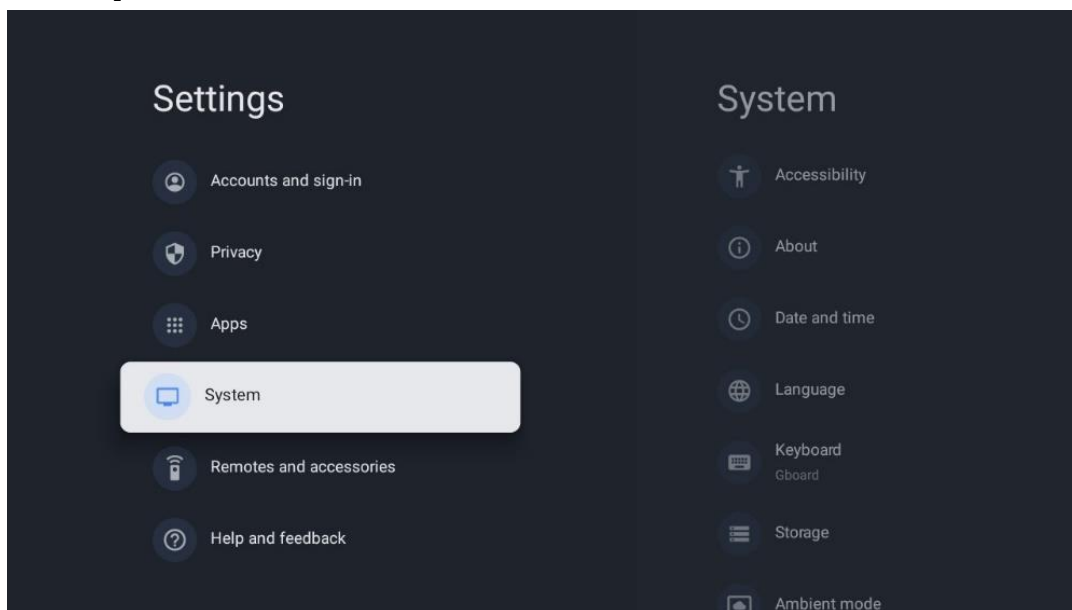 Settings
Accounts and sign-in
Privacy
Apps
System
Remotes and accessories
Help and feedback
System
Accessibility
About
Date and time
Language
Keyboard
Gboard
Storage
Ambient mode